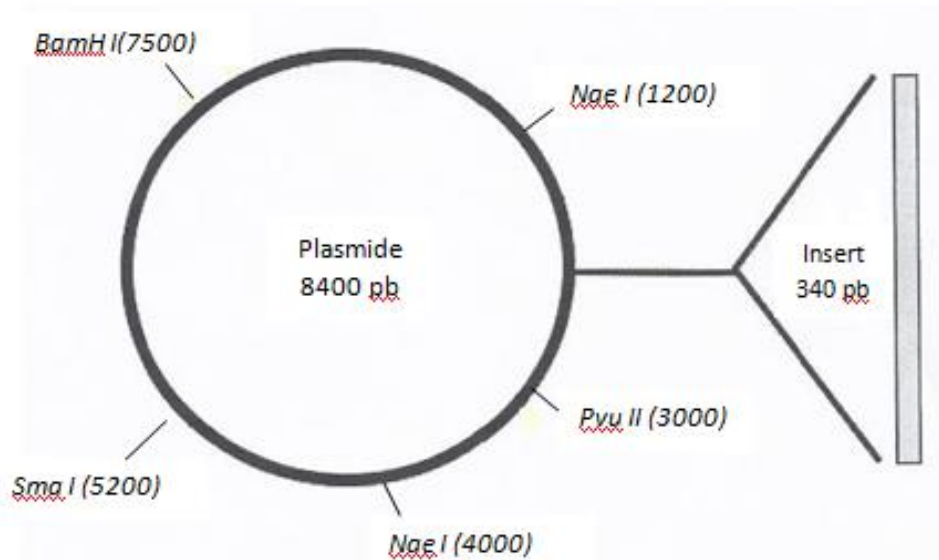 BamH I(7500)
Nae I (1200)
Plasmide
8400 pb
Insert
340 pb
Pvu II (3000)
Sma I (5200)
Nae I (4000)